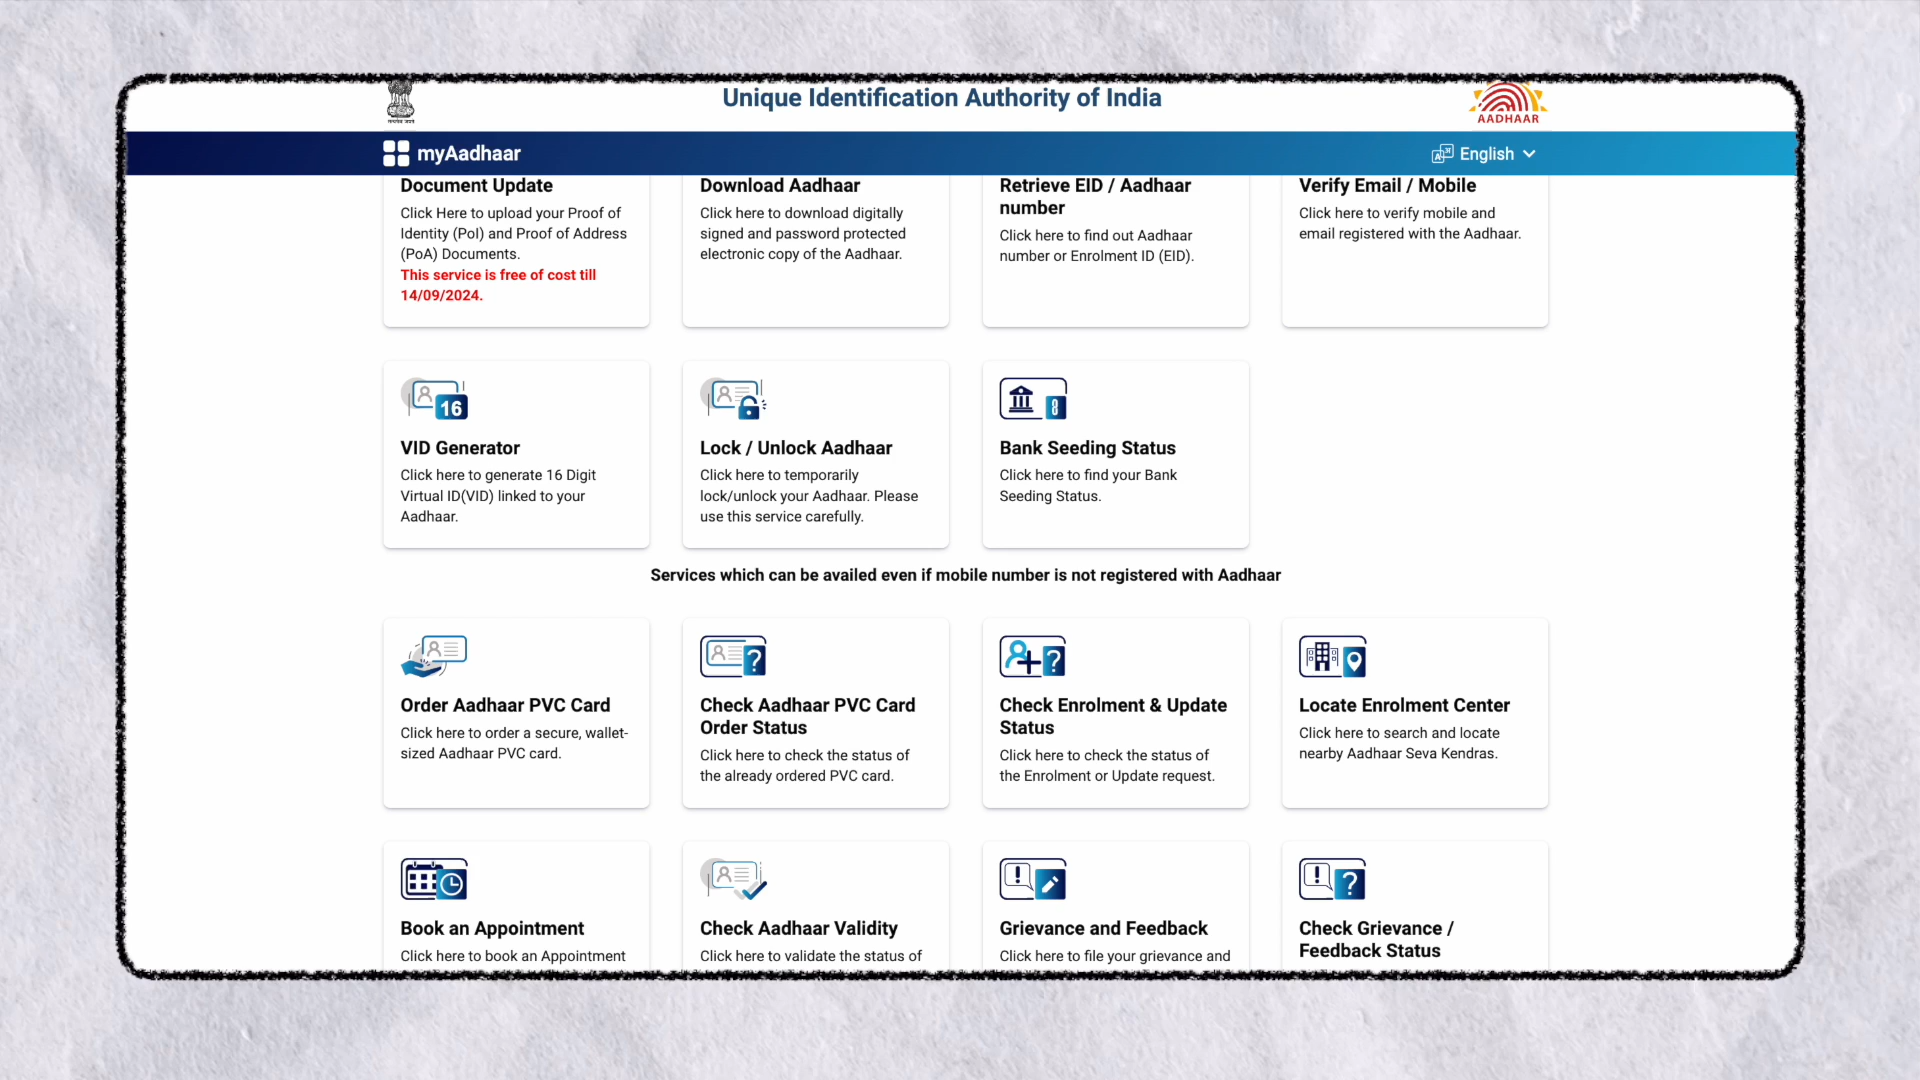 Unique Identification Authority of India
AADHAAR
myAadhaar
English
Document Update
Click Here to upload your Proof of
Identity (PoI) and Proof of Address
(PoA) Documents.
This service is free of cost till
14/09/2024.
Download Aadhaar
Click here to download digitally
signed and password protected
electronic copy of the Aadhaar.
Retrieve EID / Aadhaar
number
Click here to find out Aadhaar
number or Enrolment ID (EID).
Verify Email / Mobile
Click here to verify mobile and
email registered with the Aadhaar.
16
VID Generator
Click here to generate 16 Digit
Virtual ID(VID) linked to your
Aadhaar.
Lock / Unlock Aadhaar
Click here to temporarily
lock/unlock your Aadhaar. Please
use this service carefully.
Bank Seeding Status
Click here to find your Bank
Seeding Status.
Services which can be availed even if mobile number is not registered with Aadhaar
Order Aadhaar PVC Card
Click here to order a secure, wallet-
sized Aadhaar PVC card.
?
Check Aadhaar PVC Card
Order Status
Click here to check the status of
the already ordered PVC card.
?
Check Enrolment & Update
Status
Click here to check the status of
the Enrolment or Update request.
Locate Enrolment Center
Click here to search and locate
nearby Aadhaar Seva Kendras.
Book an Appointment
Click here to book an Appointment
Check Aadhaar Validity
Click here to validate the status of
!
Grievance and Feedback
Click here to file your grievance and
! ?
Check Grievance /
Feedback Status